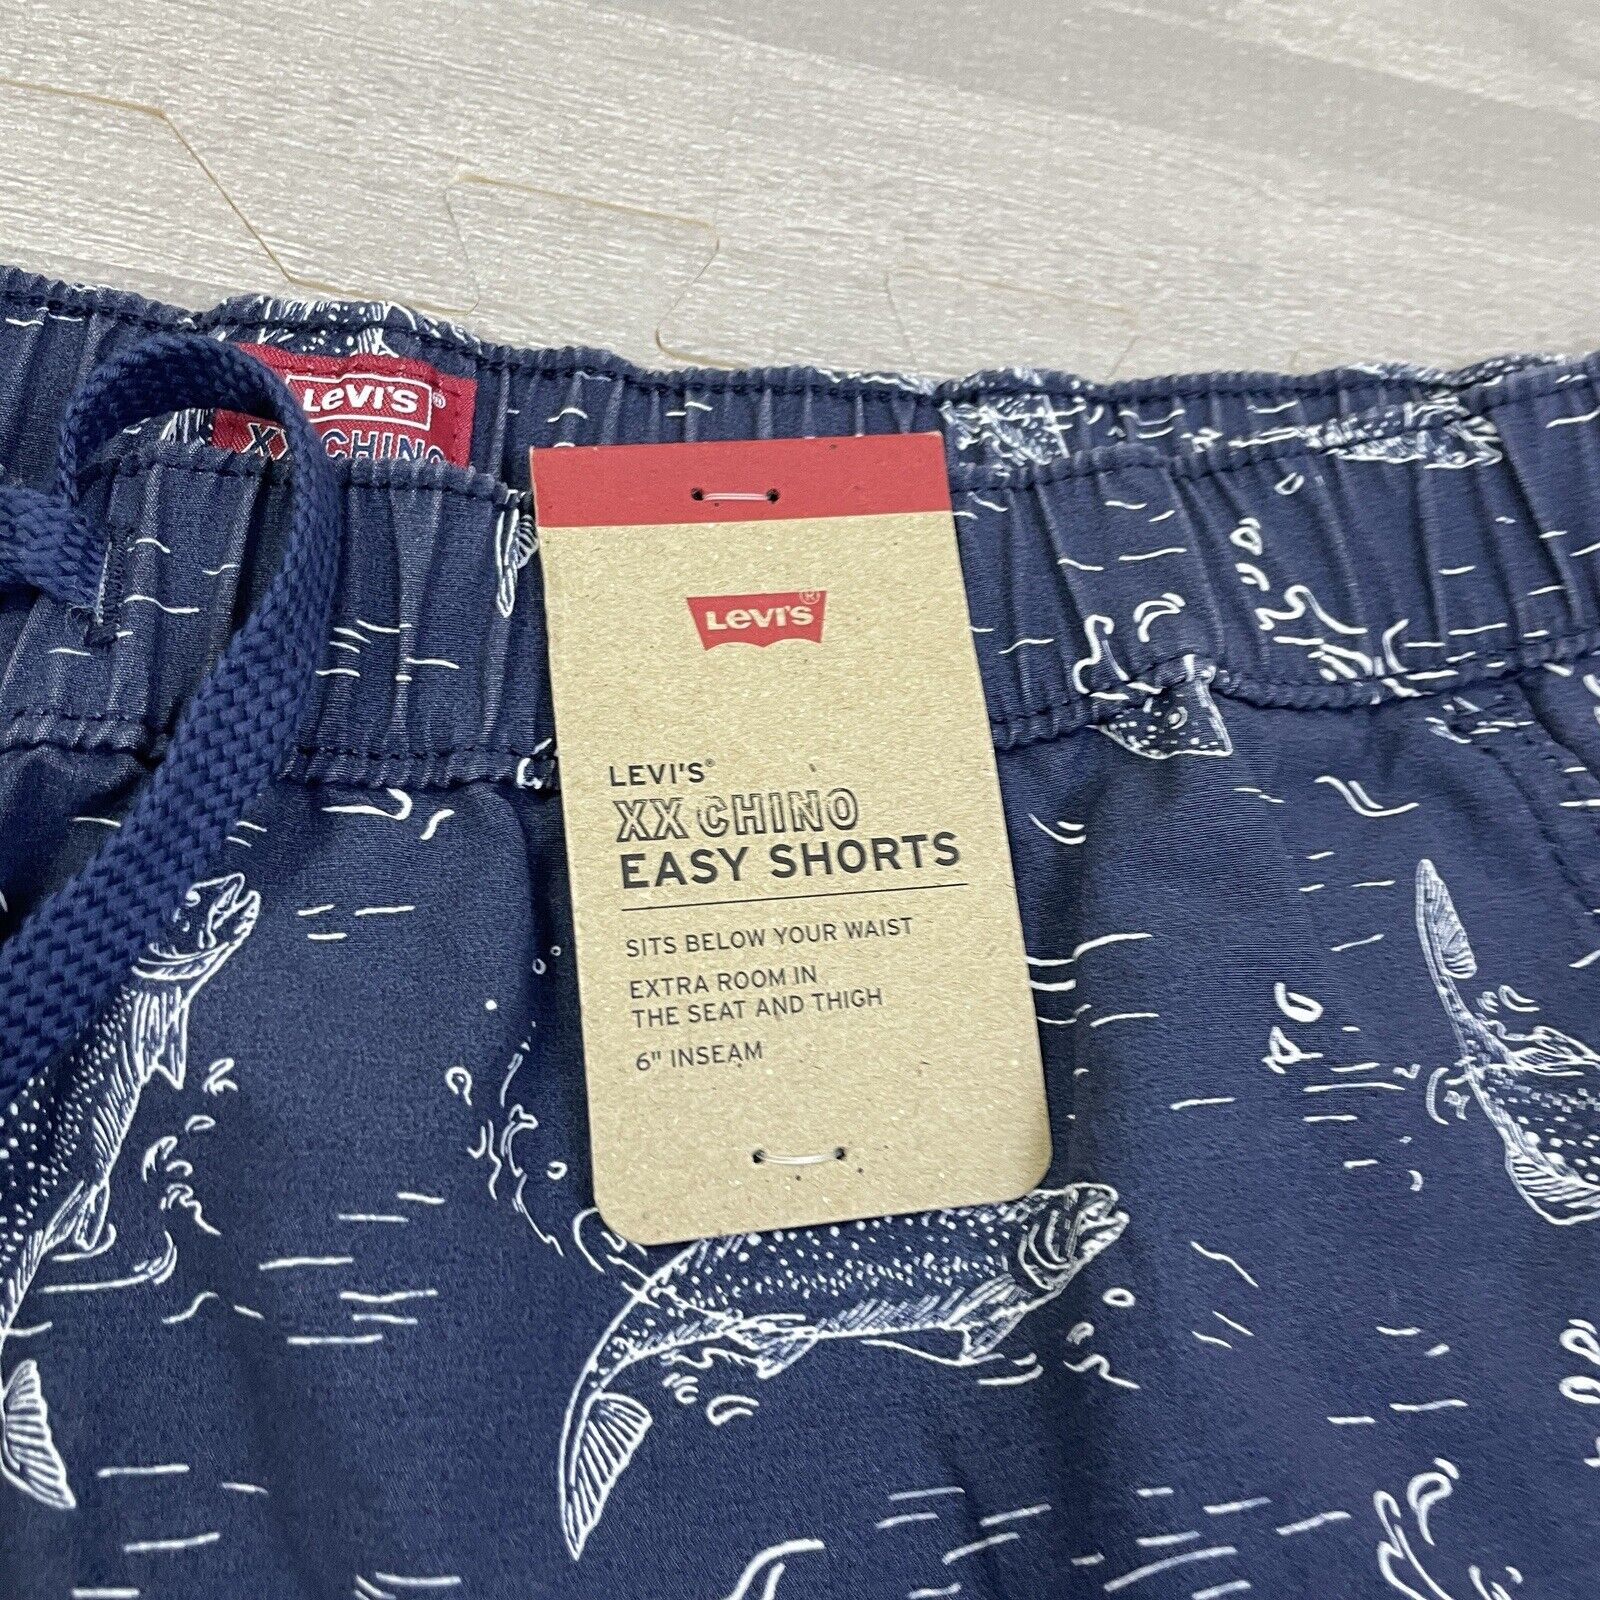 LEVI'S®
XX CHINO
LEVI'S®
LEVI'S®
XX CHINO
EASY SHORTS
SITS BELOW YOUR WAIST
EXTRA ROOM IN
THE SEAT AND THIGH
6" INSEAM